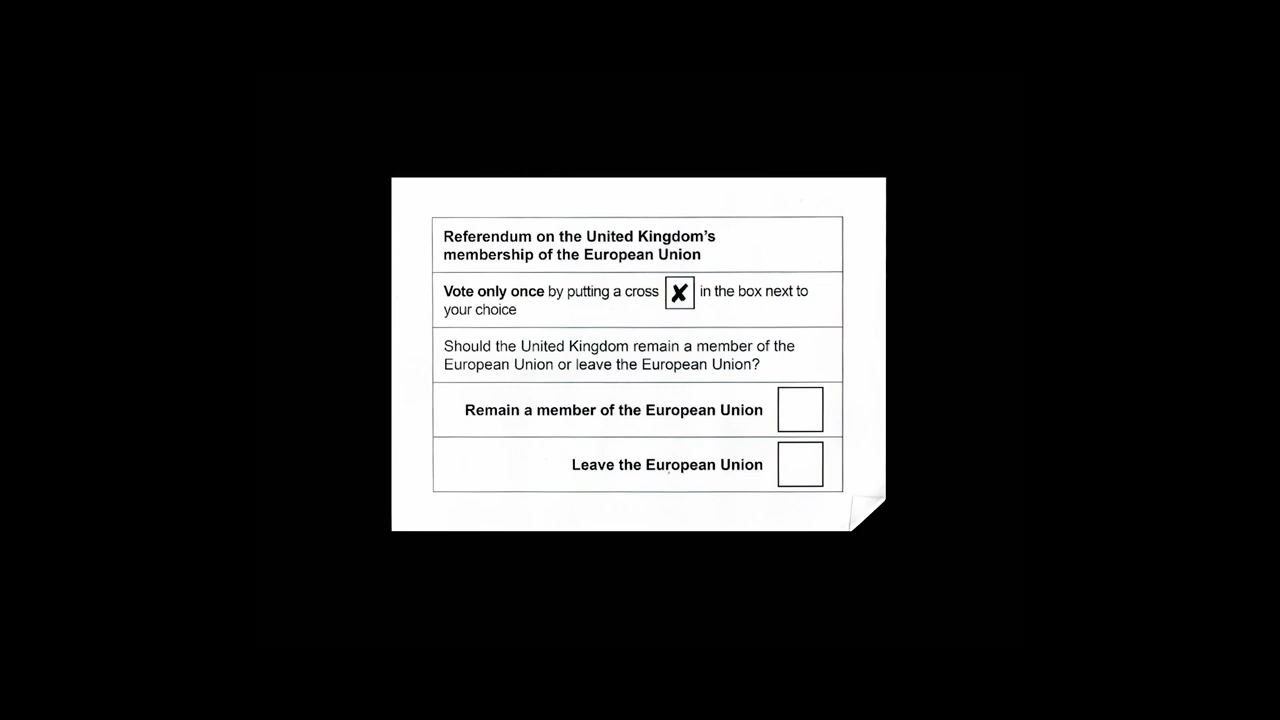 Referendum on the United Kingdom’s
membership of the European Union
Vote only once by putting a cross X in the box next to
your choice
Should the United Kingdom remain a member of the
European Union or leave the European Union?
Remain a member of the European Union
Leave the European Union